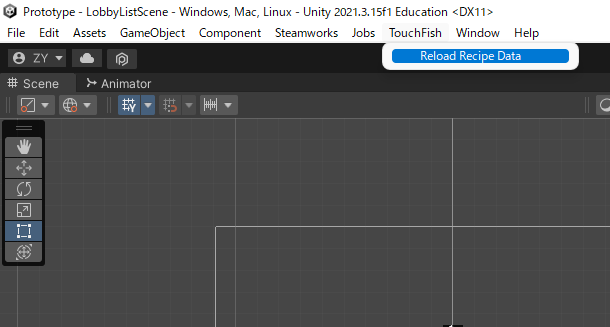 Prototype - LobbyListScene - Windows, Mac, Linux - Unity 2021.3.15f1 Education <DX11>
File Edit Assets GameObject Component Steamworks Jobs TouchFish Window Help
Reload Recipe Data
ZY
Scene Animator
Y